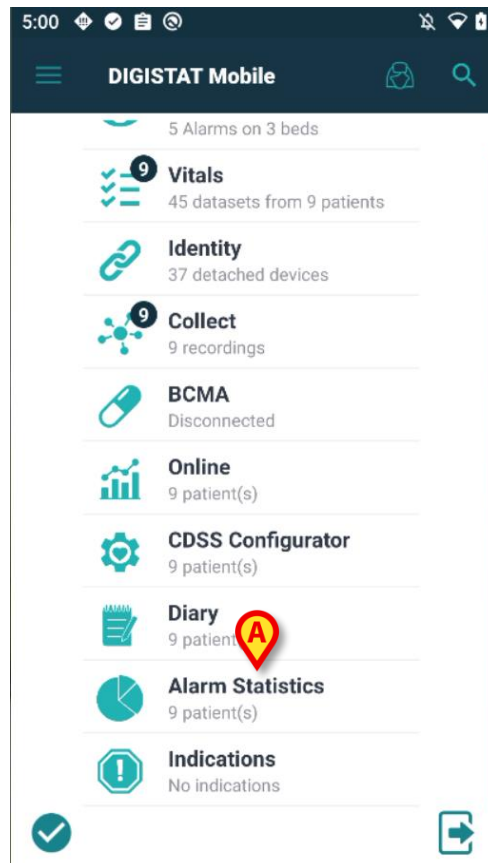 5:00
DIGISTAT Mobile
5 Alarms on 3 beds
9
Vitals
45 datasets from 9 patients
Identity
37 detached devices
9
Collect
9 recordings
BCMA
Disconnected
Online
9 patient(s)
CDSS Configurator
9 patient(s)
Diary
9 patient
A
Alarm Statistics
9 patient(s)
Indications
No indications